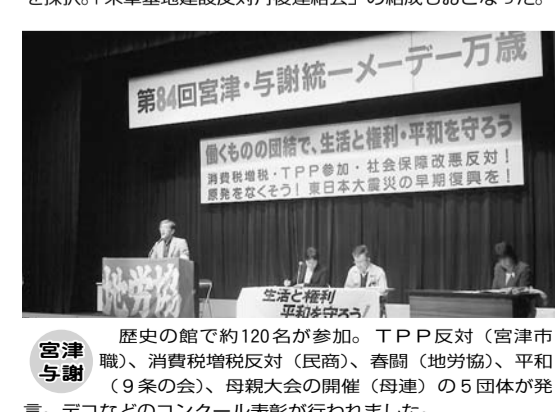 を採択。「米軍基地建設反対丹後連絡会」の結成もおこなった。
第84回宮津・与謝統一メーデー万歳
働くものの団結で、生活と権利・平和を守ろう
消費税増税・TPP参加・社会保障改悪反対!
原発をなくそう! 東日本大震災の早期復興を!
地労協
生活と権利
平和を守ろう!
宮津
与謝
歴史の館で約120名が参加。TPP反対(宮津市
職)、消費税増税反対(民商)、春闘(地労協)、平和
(9条の会)、母親大会の開催(母連)の5団体が発
言。デコなどのコンクール表彰が行われました。